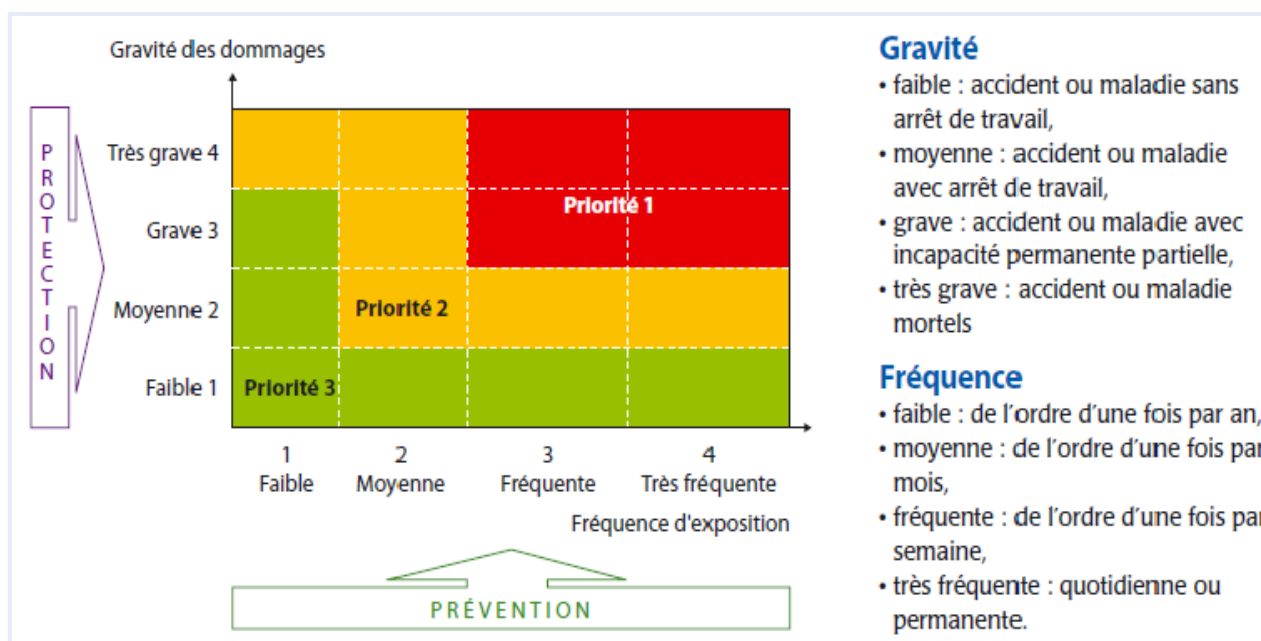 Gravité des dommages
PROTECTION
Très grave 4
Grave 3
Moyenne 2
Faible 1
Priorité 1
Priorité 2
Priorité 3
1
2
3
4
Faible
Moyenne
Fréquente
Très fréquente
Fréquence d'exposition
PRÉVENTION
Gravité
• faible : accident ou maladie sans
arrêt de travail,
• moyenne : accident ou maladie
avec arrêt de travail,
• grave : accident ou maladie avec
incapacité permanente partielle,
• très grave : accident ou maladie
mortels
Fréquence
• faible : de l'ordre d'une fois par an,
• moyenne : de l'ordre d'une fois par
mois,
• fréquente : de l'ordre d'une fois par
semaine,
• très fréquente : quotidienne ou
permanente.